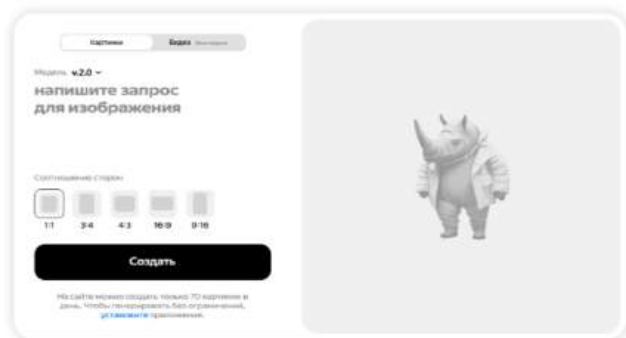 Картинки Видео
Модель v.2.0
напишите запрос
для изображения
Соотношение сторон
1:1 3:4 4:3 16:9 9:16
Создать
На сайте можно создать только 70 картинок в
день. Чтобы генерировать без ограничений,
установите приложение.